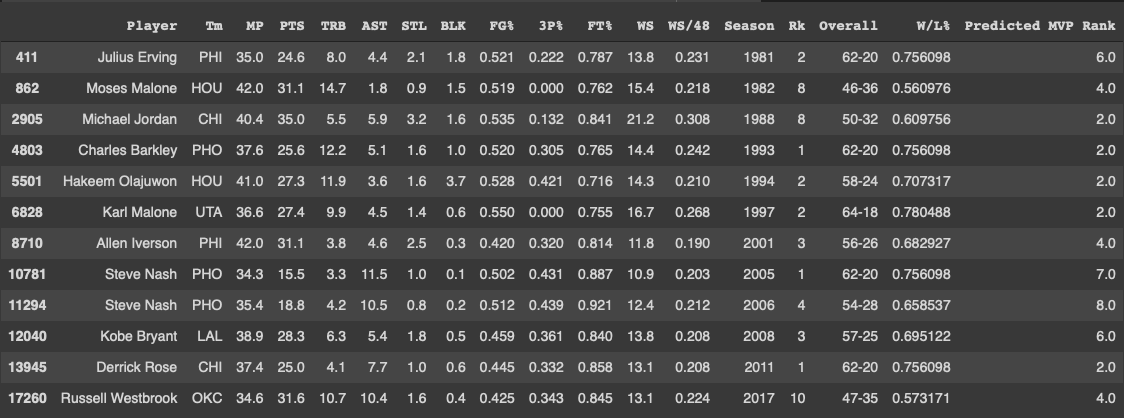 Player Tm MP PTS TRB AST STL BLK FG% 3P% FT% WS WS/48 Season Rk Overall W/L% Predicted MVP Rank
411 Julius Erving PHI 35.0 24.6 8.0 4.4 2.1 1.8 0.521 0.222 0.787 13.8 0.231 1981 2 62-20 0.756098 6.0
862 Moses Malone HOU 42.0 31.1 14.7 1.8 0.9 1.5 0.519 0.000 0.762 15.4 0.218 1982 8 46-36 0.560976 4.0
2905 Michael Jordan CHI 40.4 35.0 5.5 5.9 3.2 1.6 0.535 0.132 0.841 21.2 0.308 1988 8 50-32 0.609756 2.0
4803 Charles Barkley PHO 37.6 25.6 12.2 5.1 1.6 1.0 0.520 0.305 0.765 14.4 0.242 1993 1 62-20 0.756098 2.0
5501 Hakeem Olajuwon HOU 41.0 27.3 11.9 3.6 1.6 3.7 0.528 0.421 0.716 14.3 0.210 1994 2 58-24 0.707317 2.0
6828 Karl Malone UTA 36.6 27.4 9.9 4.5 1.4 0.6 0.550 0.000 0.755 16.7 0.268 1997 2 64-18 0.780488 2.0
8710 Allen Iverson PHI 42.0 31.1 3.8 4.6 2.5 0.3 0.420 0.320 0.814 11.8 0.190 2001 3 56-26 0.682927 4.0
10781 Steve Nash PHO 34.3 15.5 3.3 11.5 1.0 0.1 0.502 0.431 0.887 10.9 0.203 2005 1 62-20 0.756098 7.0
11294 Steve Nash PHO 35.4 18.8 4.2 10.5 0.8 0.2 0.512 0.439 0.921 12.4 0.212 2006 4 54-28 0.658537 8.0
12040 Kobe Bryant LAL 38.9 28.3 6.3 5.4 1.8 0.5 0.459 0.361 0.840 13.8 0.208 2008 3 57-25 0.695122 6.0
13945 Derrick Rose CHI 37.4 25.0 4.1 7.7 1.0 0.6 0.445 0.332 0.858 13.1 0.208 2011 1 62-20 0.756098 2.0
17260 Russell Westbrook OKC 34.6 31.6 10.7 10.4 1.6 0.4 0.425 0.343 0.845 13.1 0.224 2017 10 47-35 0.573171 4.0